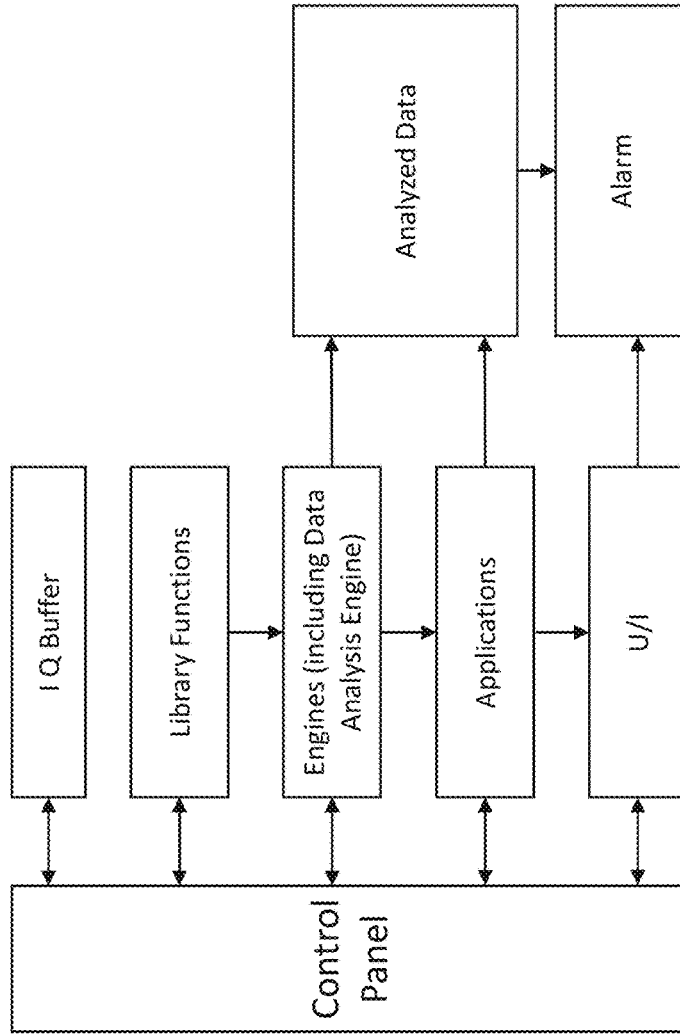 I Q Buffer
Library Functions
Engines (including Data
Analysis Engine)
Applications
U/I
Analyzed Data
Alarm
Control
Panel